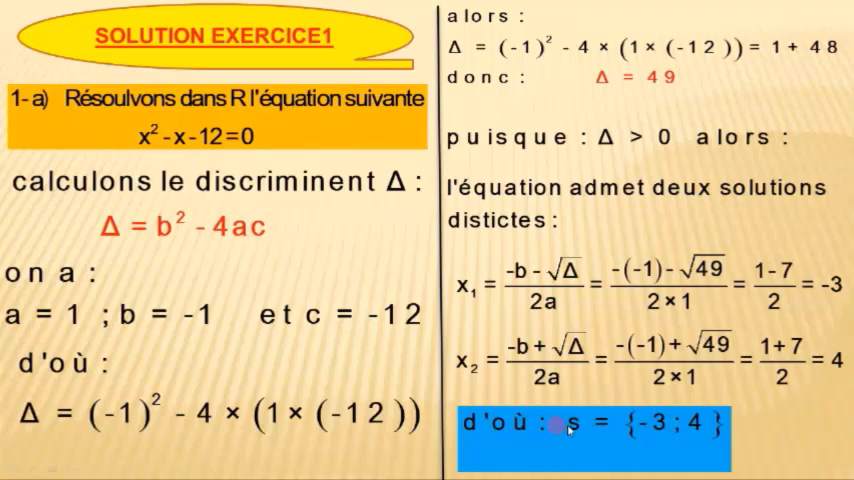 SOLUTION EXERCICE1
1- a) Résoulvons dans R l'équation suivante
x² - x - 12 = 0
calculons le discriminent Δ :
Δ = b² - 4ac
on a :
a = 1 ; b = -1 et c = -12
d'où :
Δ = (-1)² - 4 × (1 × (-12))
alors :
Δ = (-1)² - 4 × (1 × (-12)) = 1 + 48
donc : Δ = 49
puisque : Δ > 0 alors :
l'équation admet deux solutions
distictes :
x₁ = (-b - √Δ)/2a = (-(-1) - √49)/(2 × 1) = (1 - 7)/2 = -3
x₂ = (-b + √Δ)/2a = (-(-1) + √49)/(2 × 1) = (1 + 7)/2 = 4
d'où : s = {-3 ; 4}